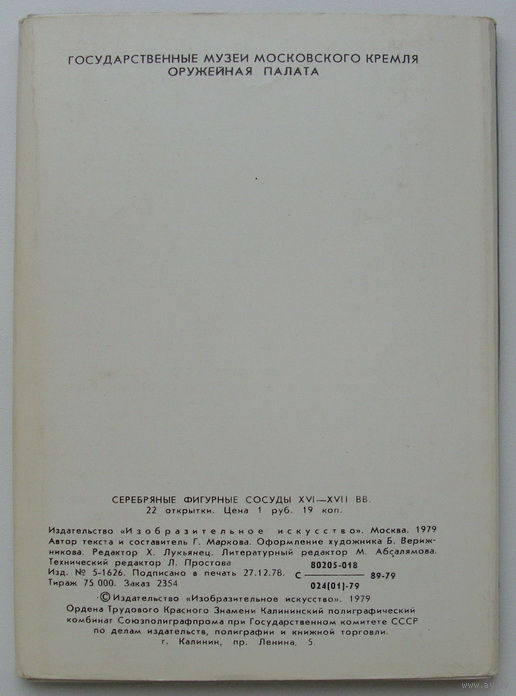 ГОСУДАРСТВЕННЫЕ МУЗЕИ МОСКОВСКОГО КРЕМЛЯ
ОРУЖЕЙНАЯ ПАЛАТА
СЕРЕБРЯНЫЕ ФИГУРНЫЕ СОСУДЫ XVI—XVII ВВ.
22 открытки. Цена 1 руб. 19 коп.
Издательство «Изобразительное искусство». Москва. 1979
Автор текста и составитель Г. Маркова. Оформление художника Б. Вериж-
никова. Редактор Х. Лукьянец. Литературный редактор М. Абсалямова.
Технический редактор Л. Простова
Изд. № 5-1626. Подписано в печать 27.12.78.
Тираж 75 000. Заказ 2354
80205-018
С 89-79
024(01)-79
© Издательство «Изобразительное искусство». 1979
Ордена Трудового Красного Знамени Калининский полиграфический
комбинат Союзполиграфпрома при Государственном комитете СССР
по делам издательств, полиграфии и книжной торговли.
г. Калинин, пр. Ленина, 5.